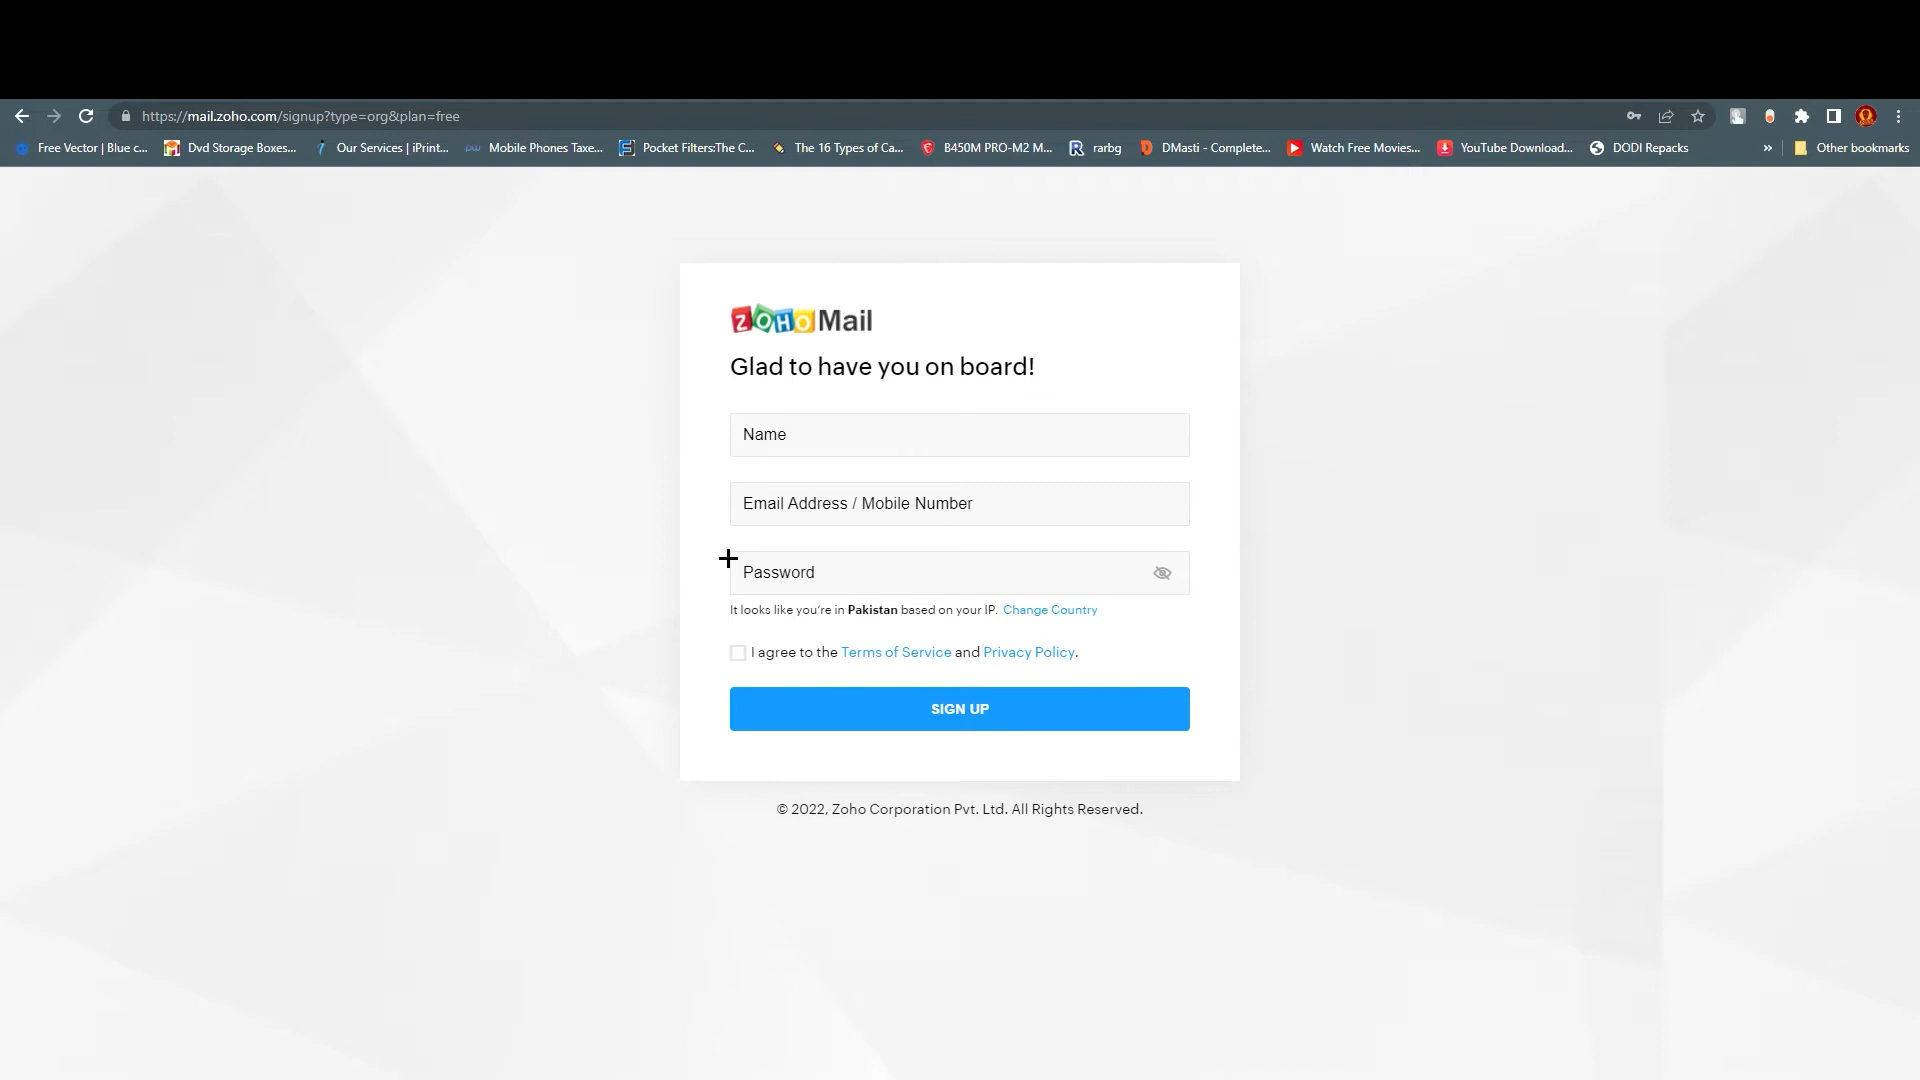 https://mail.zoho.com/signup?type=org&plan=free
Free Vector | Blue c... Dvd Storage Boxes... Our Services | iPrint... Mobile Phones Taxe... Pocket Filters:The C... The 16 Types of Ca... B450M PRO-M2 M... rarbg DMasti - Complete... Watch Free Movies... YouTube Download... DODI Repacks » Other bookmarks
ZOHO Mail
Glad to have you on board!
Name
Email Address / Mobile Number
Password
It looks like you're in Pakistan based on your IP. Change Country
I agree to the Terms of Service and Privacy Policy.
SIGN UP
© 2022, Zoho Corporation Pvt. Ltd. All Rights Reserved.